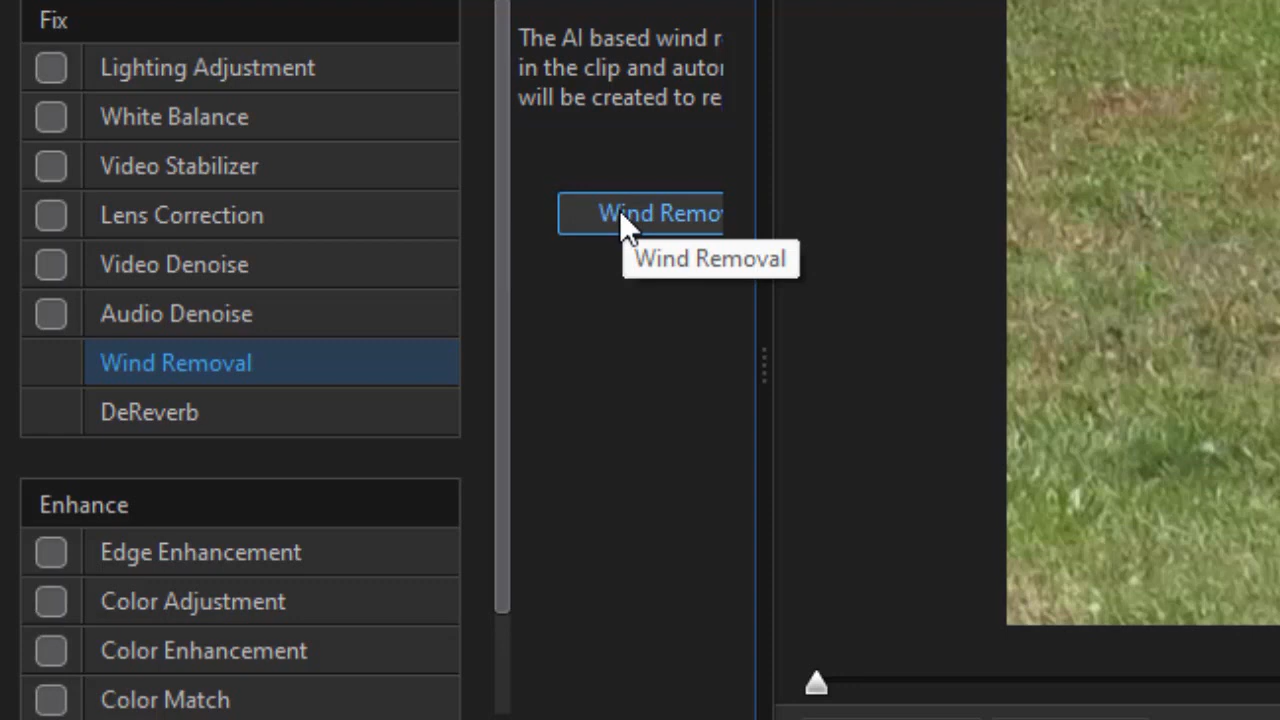 Fix
Lighting Adjustment
White Balance
Video Stabilizer
Lens Correction
Video Denoise
Audio Denoise
Wind Removal
DeReverb
Enhance
Edge Enhancement
Color Adjustment
Color Enhancement
Color Match
The AI based wind r
in the clip and autor
will be created to re
Wind Remo
Wind Removal